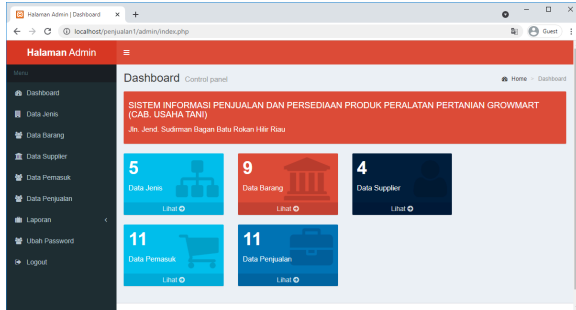 Halaman Admin | Dashboard
localhost/penjualan1/admin/index.php
Guest
Halaman Admin
Menu
Dashboard
Data Jenis
Data Barang
Data Supplier
Data Pemasuk
Data Penjualan
Laporan
Ubah Password
Logout
Dashboard Control panel
Home > Dashboard
SISTEM INFORMASI PENJUALAN DAN PERSEDIAAN PRODUK PERALATAN PERTANIAN GROWMART
(CAB. USAHA TANI)
Jln. Jend. Sudirman Bagan Batu Rokan Hilir Riau
5
Data Jenis
Lihat
9
Data Barang
Lihat
4
Data Supplier
Lihat
11
Data Pemasuk
Lihat
11
Data Penjualan
Lihat